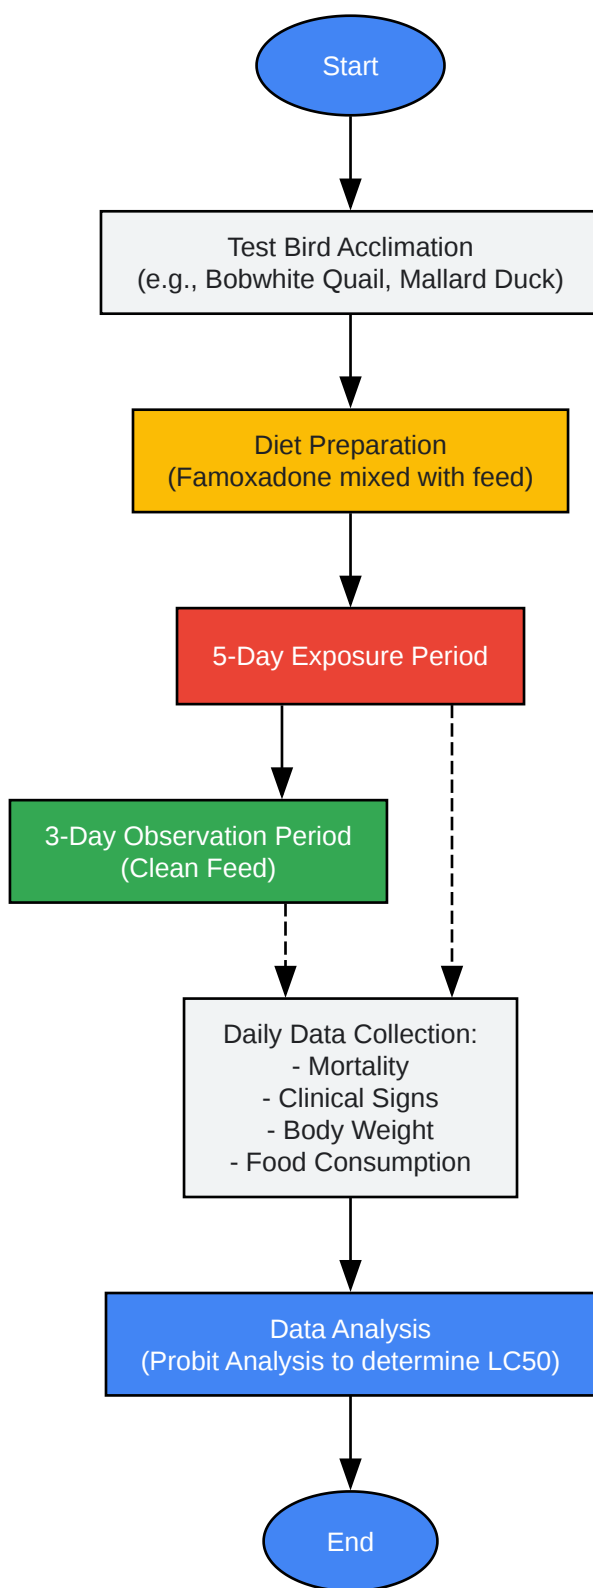 Start
Test Bird Acclimation
(e.g., Bobwhite Quail, Mallard Duck)
Diet Preparation
(Famoxadone mixed with feed)
5-Day Exposure Period
3-Day Observation Period
(Clean Feed)
Daily Data Collection:
- Mortality
- Clinical Signs
- Body Weight
- Food Consumption
Data Analysis
(Probit Analysis to determine LC50)
End